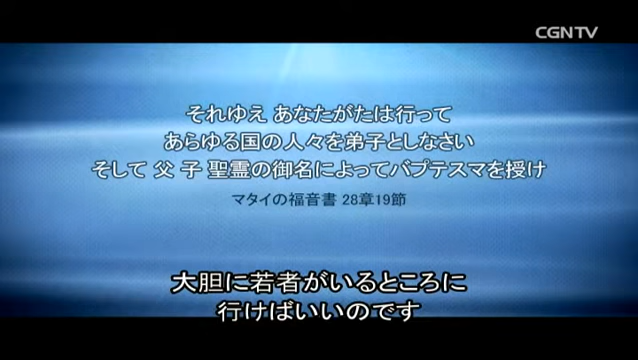 CGNTV
それゆえ あなたがたは行って
あらゆる国の人々を弟子としなさい
そして 父 子 聖霊の御名によってバプテスマを授け
マタイの福音書 28章19節
大胆に若者がいるところに
行けばいいのです